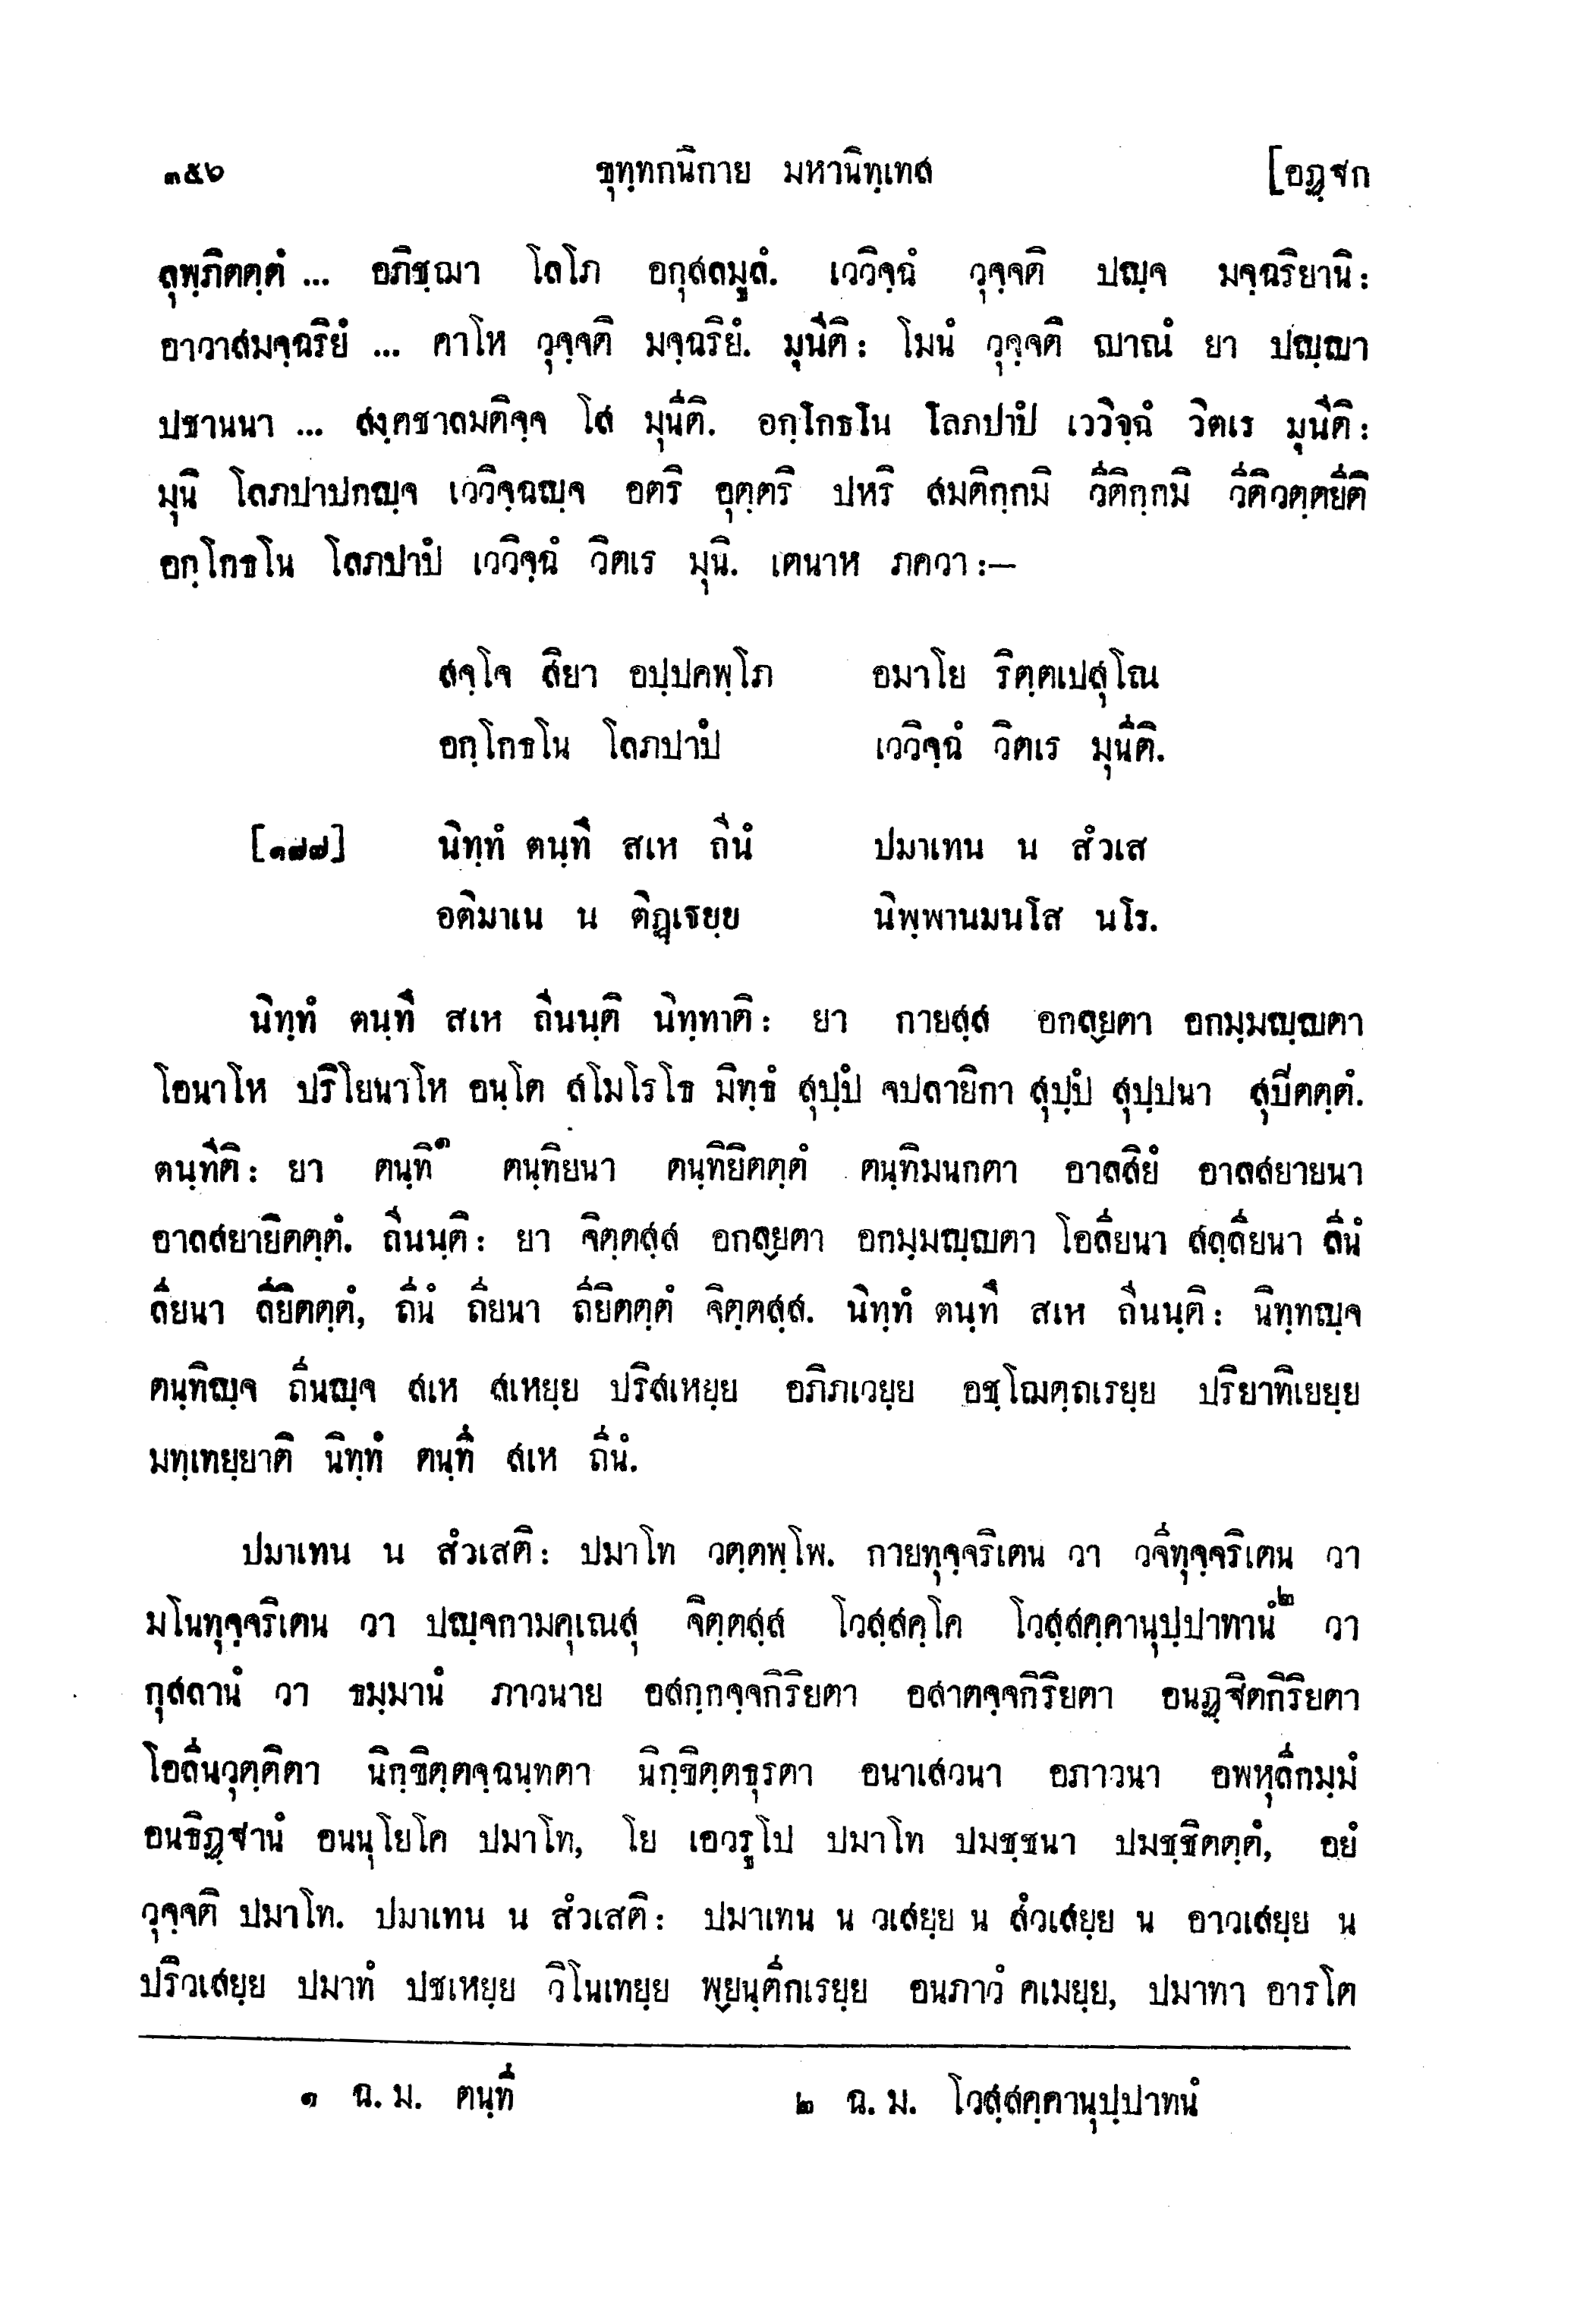 ๓๕๖ ขุทฺทกนิกาย มหานิทฺเทส [อฏฺฐก
ลุพฺภิตตฺตํ ... อภิชฺฌา โลโภ อกุสลมูลํ. เววิจฺฉํ วุจฺจติ ปญฺจ มจฺฉริยานิ:
อาวาสมจฺฉริยํ ... คาโห วุจฺจติ มจฺฉริยํ. มุนีติ: โมนํ วุจฺจติ ญาณํ ยา ปญฺญา
ปชานนา ... สงฺคชาลมติจฺจ โส มุนีติ. อกฺโกธโน โลภปาปํ เววิจฺฉํ วิตเร มุนีติ:
มุนิ โลภปาปกญฺจ เววิจฺฉญฺจ อตริ อุตฺตริ ปหริ สมติกฺกมิ วีติกฺกมิ วีติวตฺตยีติ
อกฺโกธโน โลภปาปํ เววิจฺฉํ วิตเร มุนิ. เตนาห ภควา:—
สจฺโจ สิยา อปฺปคพฺโภ อมาโย ริตฺตเปสุโณ
อกฺโกธโน โลภปาปํ เววิจฺฉํ วิตเร มุนีติ.
[๑๗๗] นิทฺทํ ตนฺทึ สเห ถีนํ ปมาเทน น สํวเส
อติมาเน น ติฏฺเฐยฺย นิพฺพานมนโส นโร.
นิทฺทํ ตนฺทึ สเห ถีนนฺติ นิทฺทาติ: ยา กายสฺส อกลฺยตา อกมฺมญฺญตา
โอนาโห ปริโยนาโห อนฺโต สโมโรโธ มิทฺธํ สุปฺปํ จปลายิกา สุปฺปํ สุปฺปนา สุปีตตฺตํ.
ตนฺทีติ: ยา ตนฺทิ๑ ตนฺทิยนา ตนฺทิยิตตฺตํ ตนฺทิมนกตา อาลสิยํ อาลสยายนา
อาลสยายิตตฺตํ. ถีนนฺติ: ยา จิตฺตสฺส อกลฺยตา อกมฺมญฺญตา โอลียนา สลฺลียนา ลีนํ
ลียนา ลียิตตฺตํ, ถีนํ ถียนา ถียิตตฺตํ จิตฺตสฺส. นิทฺทํ ตนฺทึ สเห ถีนนฺติ: นิทฺทญฺจ
ตนฺทิญฺจ ถีนญฺจ สเห สเหยฺย ปริสเหยฺย อภิภเวยฺย อชฺโฌตฺถเรยฺย ปริยาทิเยยฺย
มทฺเทยฺยาติ นิทฺทํ ตนฺทึ สเห ถีนํ.
ปมาเทน น สํวเสติ: ปมาโท วตฺตพฺโพ. กายทุจฺจริเตน วา วจีทุจฺจริเตน วา
มโนทุจฺจริเตน วา ปญฺจกามคุเณสุ จิตฺตสฺส โวสฺสคฺโค โวสฺสคฺคานุปฺปาทานํ๒ วา
กุสลานํ วา ธมฺมานํ ภาวนาย อสกฺกจฺจกิริยตา อสาตจฺจกิริยตา อนฏฺฐิตกิริยตา
โอลีนวุตฺติตา นิกฺขิตฺตจฺฉนฺทตา นิกฺขิตฺตธุรตา อนาเสวนา อภาวนา อพหุลีกมฺมํ
อนธิฏฺฐานํ อนนุโยโค ปมาโท, โย เอวรูโป ปมาโท ปมชฺชนา ปมชฺชิตตฺตํ, อยํ
วุจฺจติ ปมาโท. ปมาเทน น สํวเสติ: ปมาเทน น วเสยฺย น สํวเสยฺย น อาวเสยฺย น
ปริวเสยฺย ปมาทํ ปชเหยฺย วิโนเทยฺย พฺยนฺตีกเรยฺย อนภาวํ คเมยฺย, ปมาทา อารโต
๑ ฉ. ม. ตนฺที ๒ ฉ. ม. โวสฺสคฺคานุปฺปาทนํ